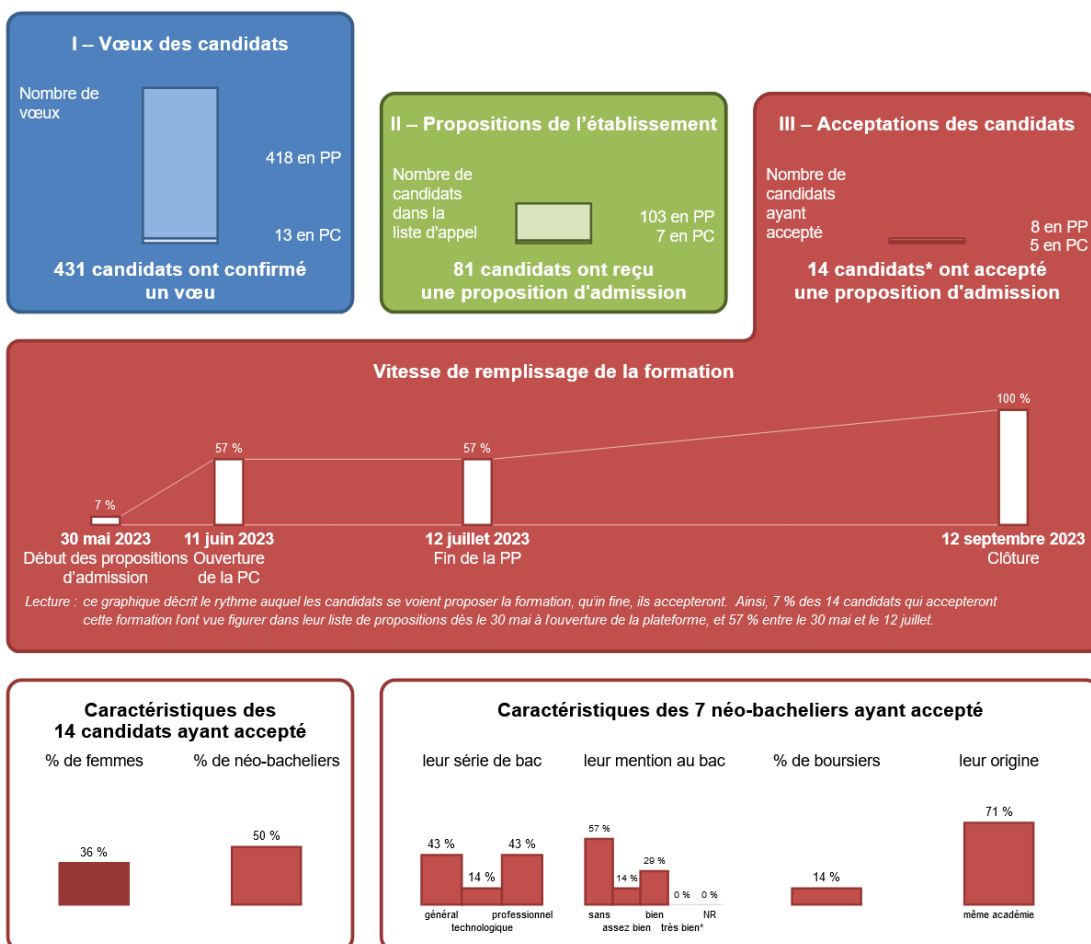 I – Vœux des candidats
Nombre de
vœux
418 en PP
13 en PC
431 candidats ont confirmé
un vœu
II – Propositions de l'établissement
Nombre de
candidats
dans la
liste d'appel
103 en PP
7 en PC
81 candidats ont reçu
une proposition d'admission
III – Acceptations des candidats
Nombre de
candidats
ayant
accepté
8 en PP
5 en PC
14 candidats* ont accepté
une proposition d'admission
Vitesse de remplissage de la formation
7 %
57 %
57 %
100 %
30 mai 2023
Début des propositions
d'admission
11 juin 2023
Ouverture
de la PC
12 juillet 2023
Fin de la PP
12 septembre 2023
Clôture
Lecture : ce graphique décrit le rythme auquel les candidats se voient proposer la formation, qu'in fine, ils accepteront. Ainsi, 7 % des 14 candidats qui accepteront
cette formation l'ont vue figurer dans leur liste de propositions dès le 30 mai à l'ouverture de la plateforme, et 57 % entre le 30 mai et le 12 juillet.
Caractéristiques des
14 candidats ayant accepté
% de femmes
% de néo-bacheliers
36 %
50 %
Caractéristiques des 7 néo-bacheliers ayant accepté
leur série de bac
43 %
14 %
43 %
général
technologique
professionnel
leur mention au bac
57 %
14 %
29 %
0 %
0 %
sans
assez bien
bien
très bien*
NR
% de boursiers
14 %
leur origine
71 %
même académie